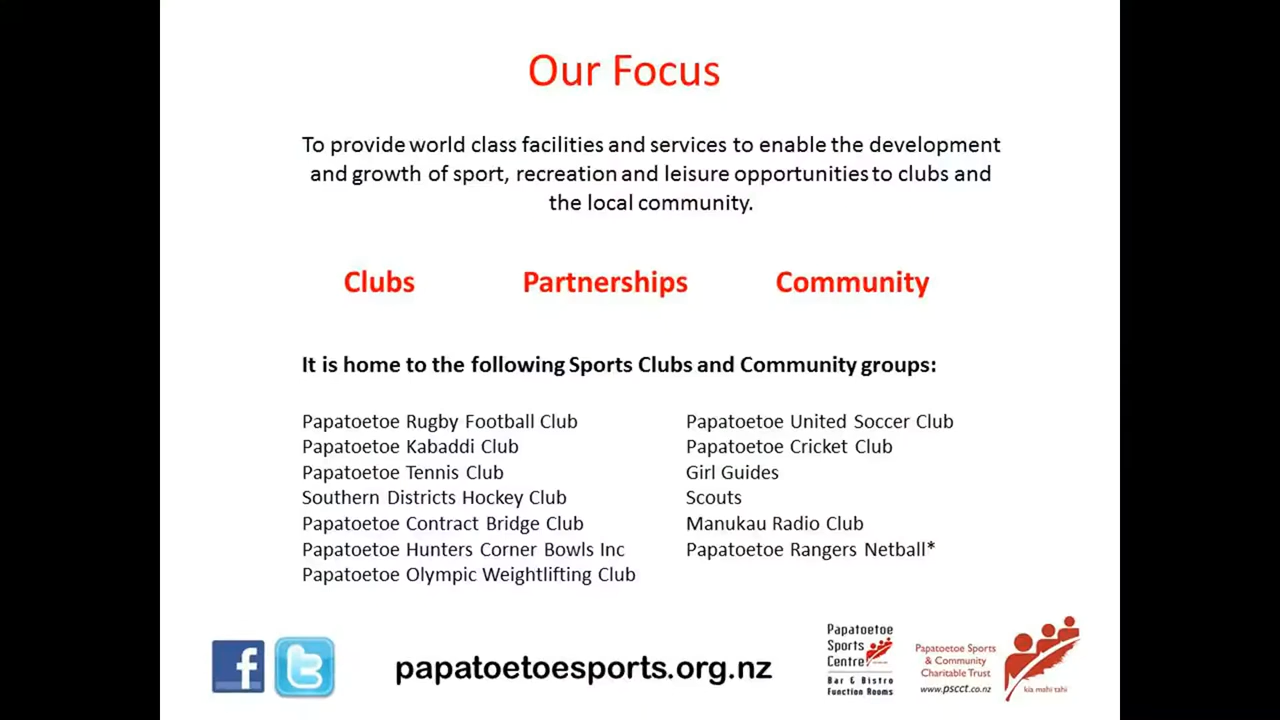 Our Focus
To provide world class facilities and services to enable the development
and growth of sport, recreation and leisure opportunities to clubs and
the local community.
Clubs Partnerships Community
It is home to the following Sports Clubs and Community groups:
Papatoetoe Rugby Football Club
Papatoetoe Kabaddi Club
Papatoetoe Tennis Club
Southern Districts Hockey Club
Papatoetoe Contract Bridge Club
Papatoetoe Hunters Corner Bowls Inc
Papatoetoe Olympic Weightlifting Club
Papatoetoe United Soccer Club
Papatoetoe Cricket Club
Girl Guides
Scouts
Manukau Radio Club
Papatoetoe Rangers Netball*
f
t
papatoetoesports.org.nz
Papatoetoe
Sports
Centre
Bar & Bistro
Function Rooms
Papatoetoe Sports
& Community
Charitable Trust
www.pscct.co.nz
kia mahi tahi